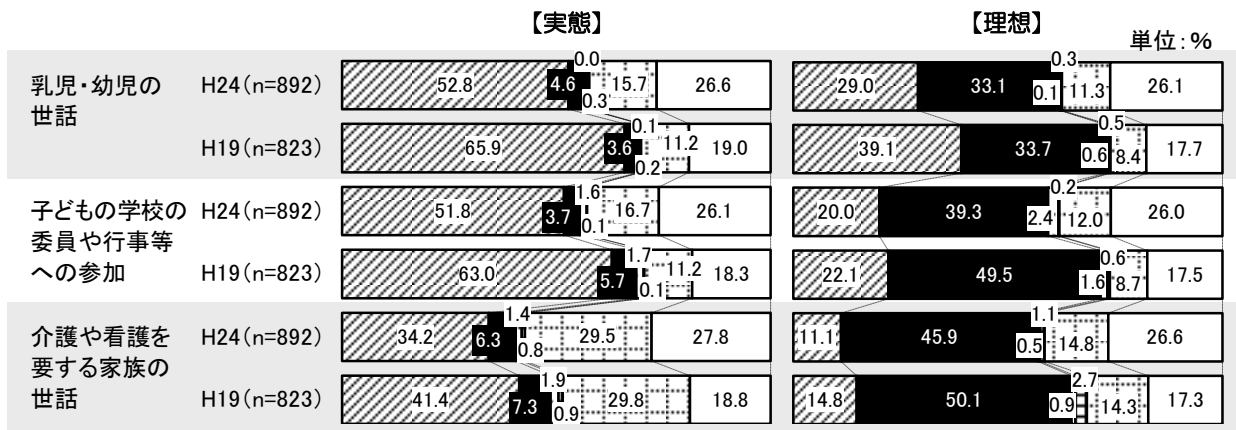 【実態】 【理想】
単位：％
乳児・幼児の
世話
H24（n=892） 52.8 4.6 0.0 0.3 15.7 26.6 29.0 33.1 0.1 0.3 11.3 26.1
H19（n=823） 65.9 3.6 0.1 0.2 11.2 19.0 39.1 33.7 0.6 0.5 8.4 17.7
子どもの学校の
委員や行事等
への参加
H24（n=892） 51.8 3.7 1.6 0.1 16.7 26.1 20.0 39.3 2.4 0.2 12.0 26.0
H19（n=823） 63.0 5.7 1.7 0.1 11.2 18.3 22.1 49.5 1.6 0.6 8.7 17.5
介護や看護を
要する家族の
世話
H24（n=892） 34.2 6.3 1.4 0.8 29.5 27.8 11.1 45.9 0.5 1.1 14.8 26.6
H19（n=823） 41.4 7.3 1.9 0.9 29.8 18.8 14.8 50.1 0.9 2.7 14.3 17.3